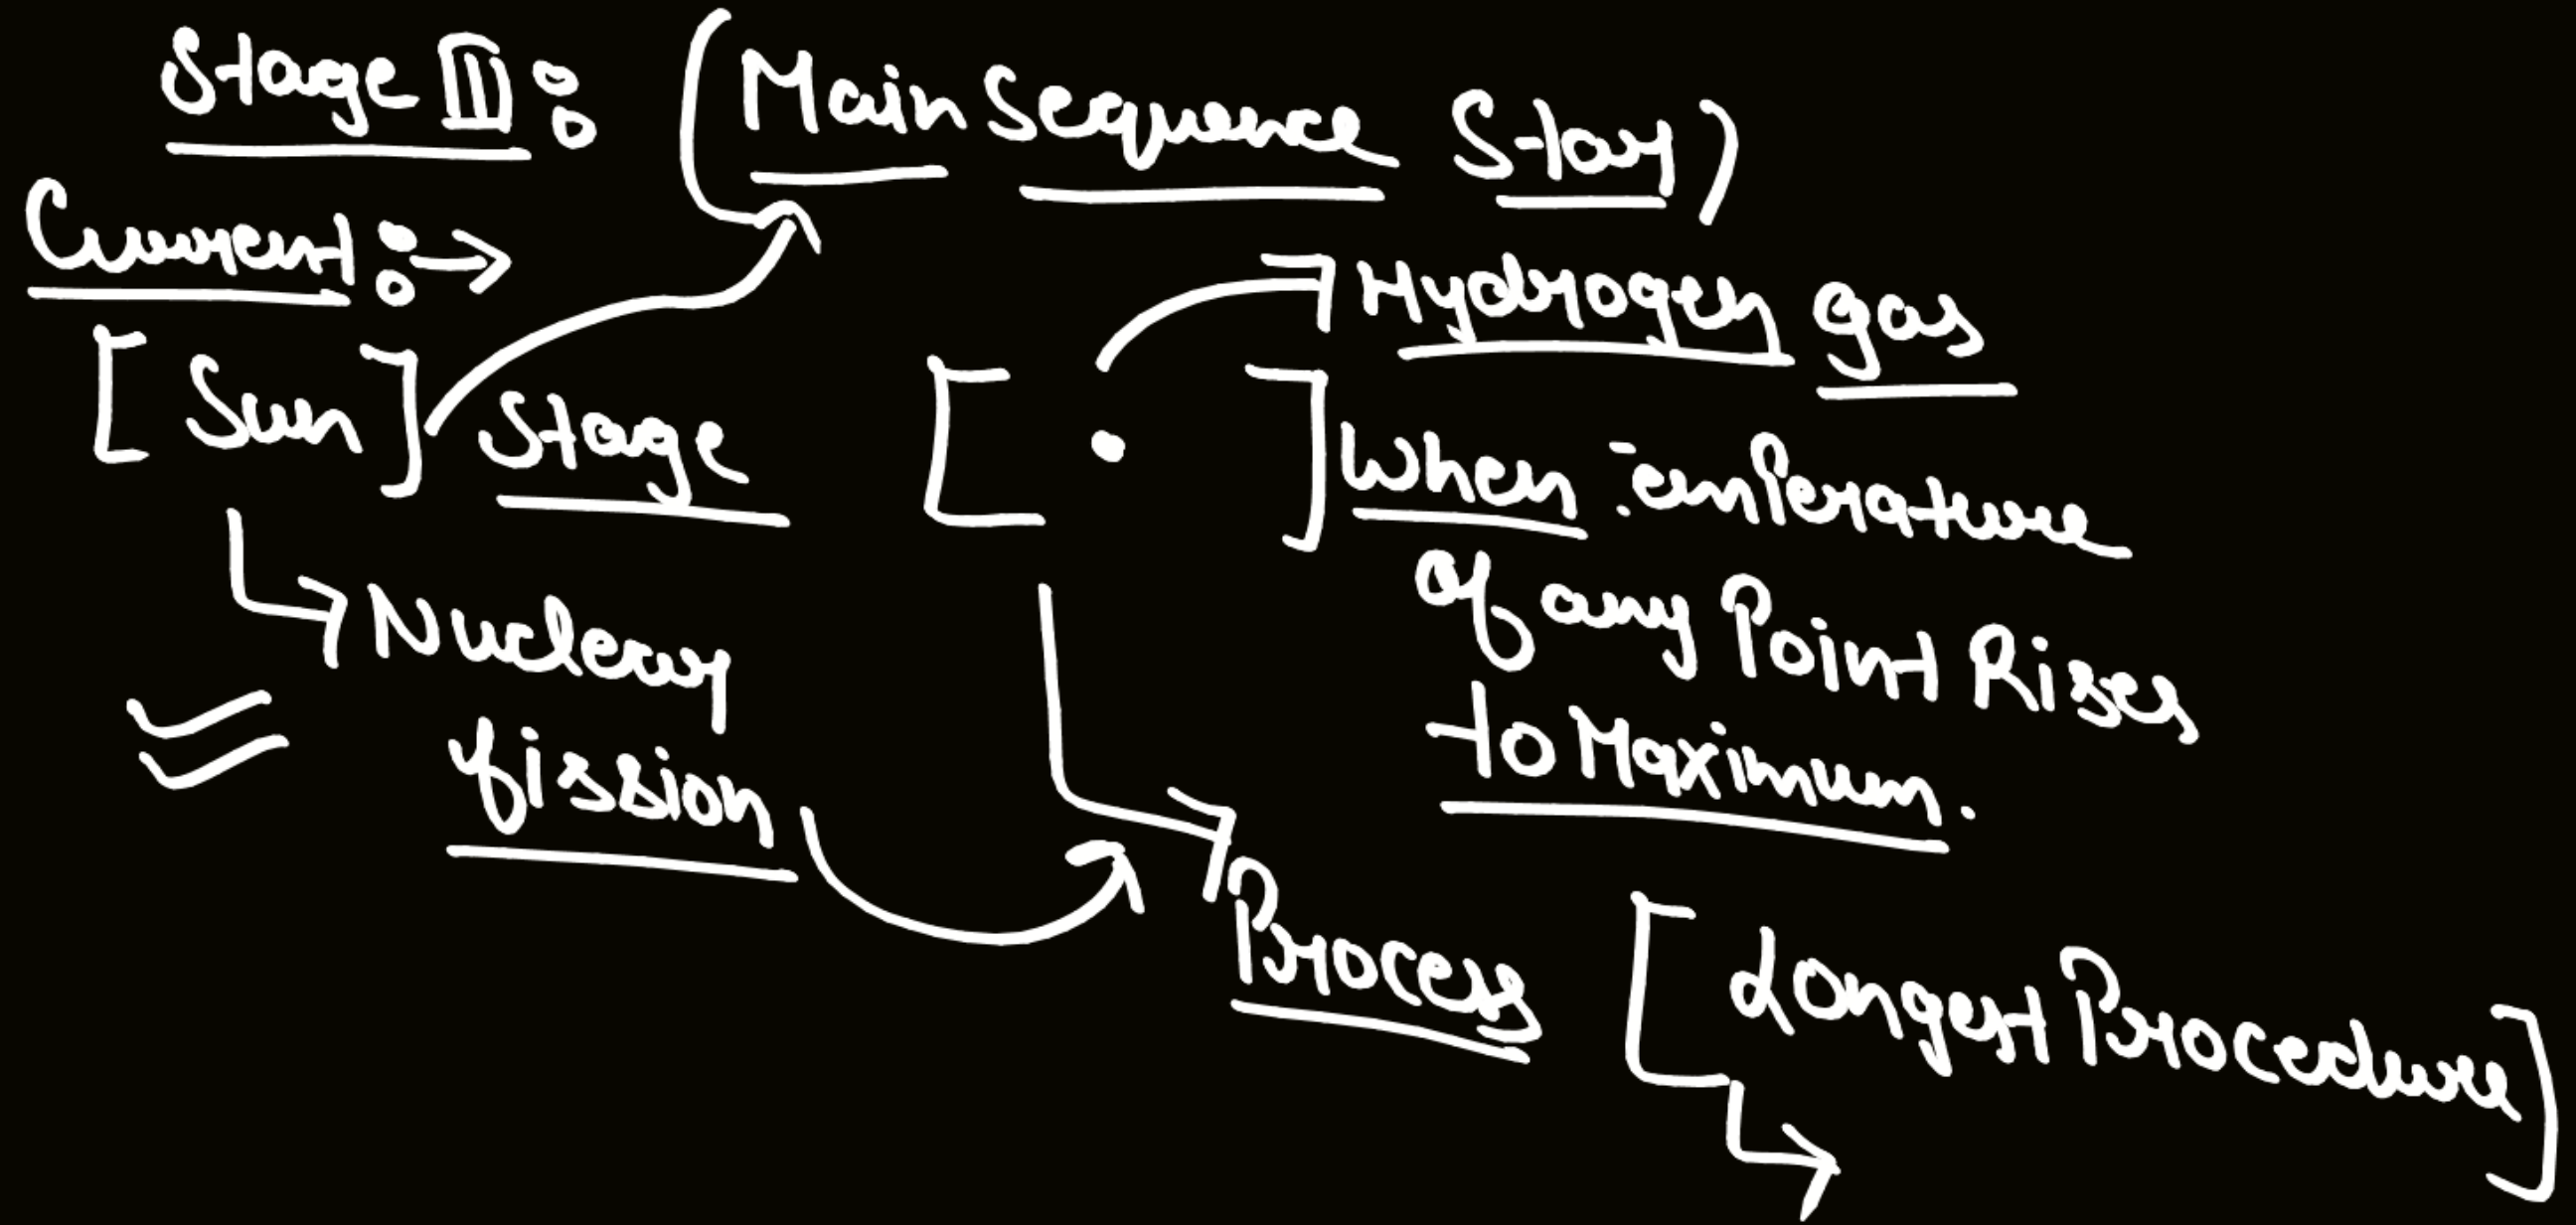 Stage III : (Main Sequence Star)
Current : →
[Sun] Stage
→ Nuclear
fission
[ • ] → Hydrogen gas
When temperature
of any Point Rises
to Maximum.
→ Process [Longest Procedure]